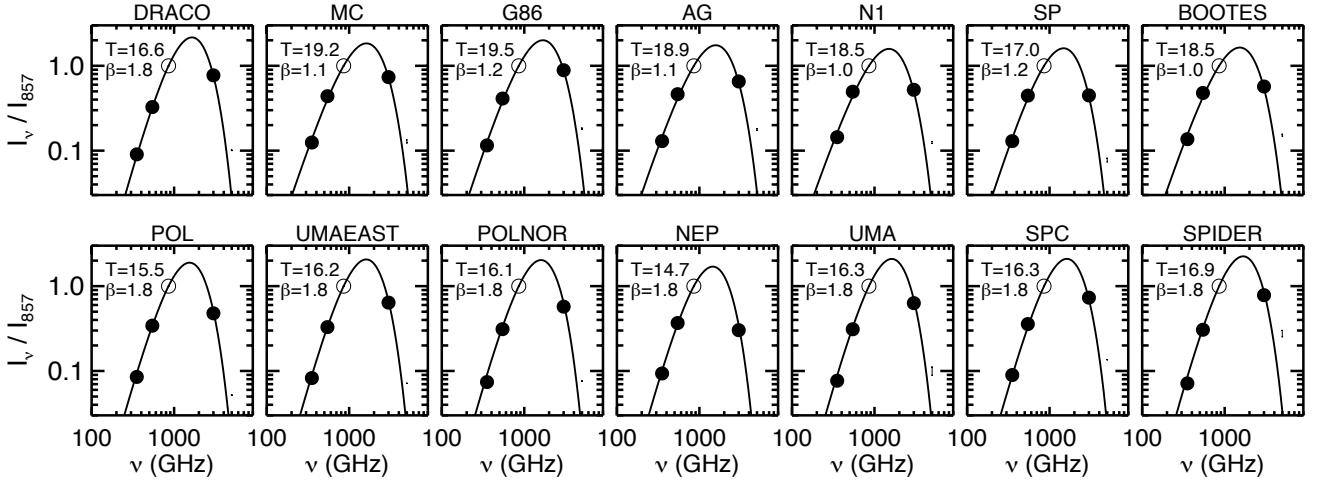 DRACO MC G86 AG N1 SP BOOTES
T=16.6 T=19.2 T=19.5 T=18.9 T=18.5 T=17.0 T=18.5
β=1.8 β=1.1 β=1.2 β=1.1 β=1.0 β=1.2 β=1.0
1.0
0.1
Iν / I857
POL UMAEAST POLNOR NEP UMA SPC SPIDER
T=15.5 T=16.2 T=16.1 T=14.7 T=16.3 T=16.3 T=16.9
β=1.8 β=1.8 β=1.8 β=1.8 β=1.8 β=1.8 β=1.8
1.0
0.1
Iν / I857
100 1000 100 1000 100 1000 100 1000 100 1000 100 1000 100 1000
ν (GHz) ν (GHz) ν (GHz) ν (GHz) ν (GHz) ν (GHz) ν (GHz)